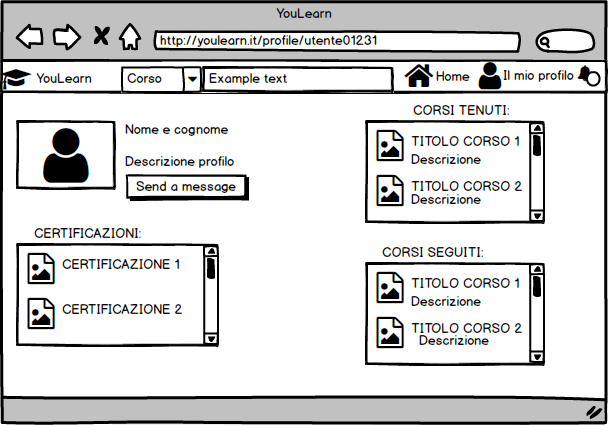 YouLearn
http://youlearn.it/profile/utente01231
YouLearn
Corso
Example text
Home
Il mio profilo
Nome e cognome
Descrizione profilo
Send a message
CERTIFICAZIONI:
CERTIFICAZIONE 1
CERTIFICAZIONE 2
CORSI TENUTI:
TITOLO CORSO 1
Descrizione
TITOLO CORSO 2
Descrizione
CORSI SEGUITI:
TITOLO CORSO 1
Descrizione
TITOLO CORSO 2
Descrizione